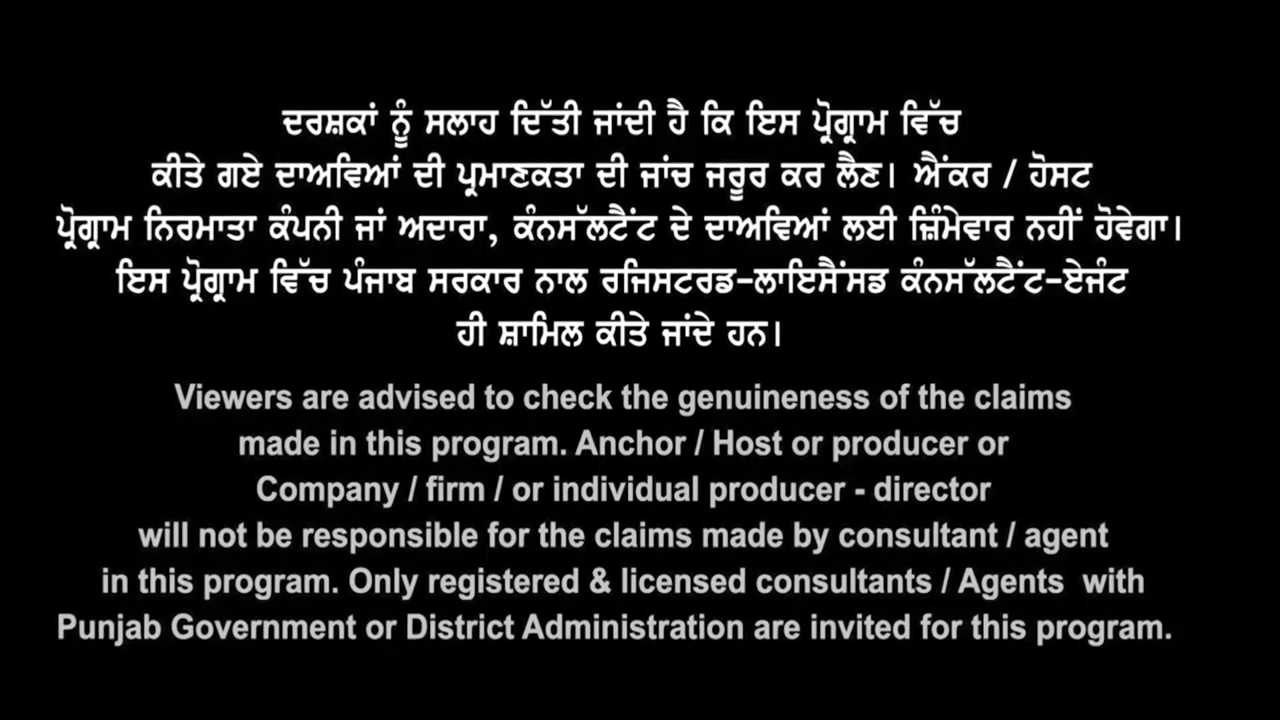 ਦਰਸ਼ਕਾਂ ਨੂੰ ਸਲਾਹ ਦਿੱਤੀ ਜਾਂਦੀ ਹੈ ਕਿ ਇਸ ਪ੍ਰੋਗ੍ਰਾਮ ਵਿੱਚ
ਕੀਤੇ ਗਏ ਦਾਅਵਿਆਂ ਦੀ ਪ੍ਰਮਾਣਕਤਾ ਦੀ ਜਾਂਚ ਜਰੂਰ ਕਰ ਲੈਣ। ਐਂਕਰ / ਹੋਸਟ
ਪ੍ਰੋਗ੍ਰਾਮ ਨਿਰਮਾਤਾ ਕੰਪਨੀ ਜਾਂ ਅਦਾਰਾ, ਕੰਨਸੱਲਟੈਂਟ ਦੇ ਦਾਅਵਿਆਂ ਲਈ ਜ਼ਿੰਮੇਵਾਰ ਨਹੀਂ ਹੋਵੇਗਾ।
ਇਸ ਪ੍ਰੋਗ੍ਰਾਮ ਵਿੱਚ ਪੰਜਾਬ ਸਰਕਾਰ ਨਾਲ ਰਜਿਸਟਰਡ-ਲਾਇਸੈਂਸਡ ਕੰਨਸੱਲਟੈਂਟ-ਏਜੰਟ
ਹੀ ਸ਼ਾਮਿਲ ਕੀਤੇ ਜਾਂਦੇ ਹਨ।
Viewers are advised to check the genuineness of the claims
made in this program. Anchor / Host or producer or
Company / firm / or individual producer - director
will not be responsible for the claims made by consultant / agent
in this program. Only registered & licensed consultants / Agents with
Punjab Government or District Administration are invited for this program.